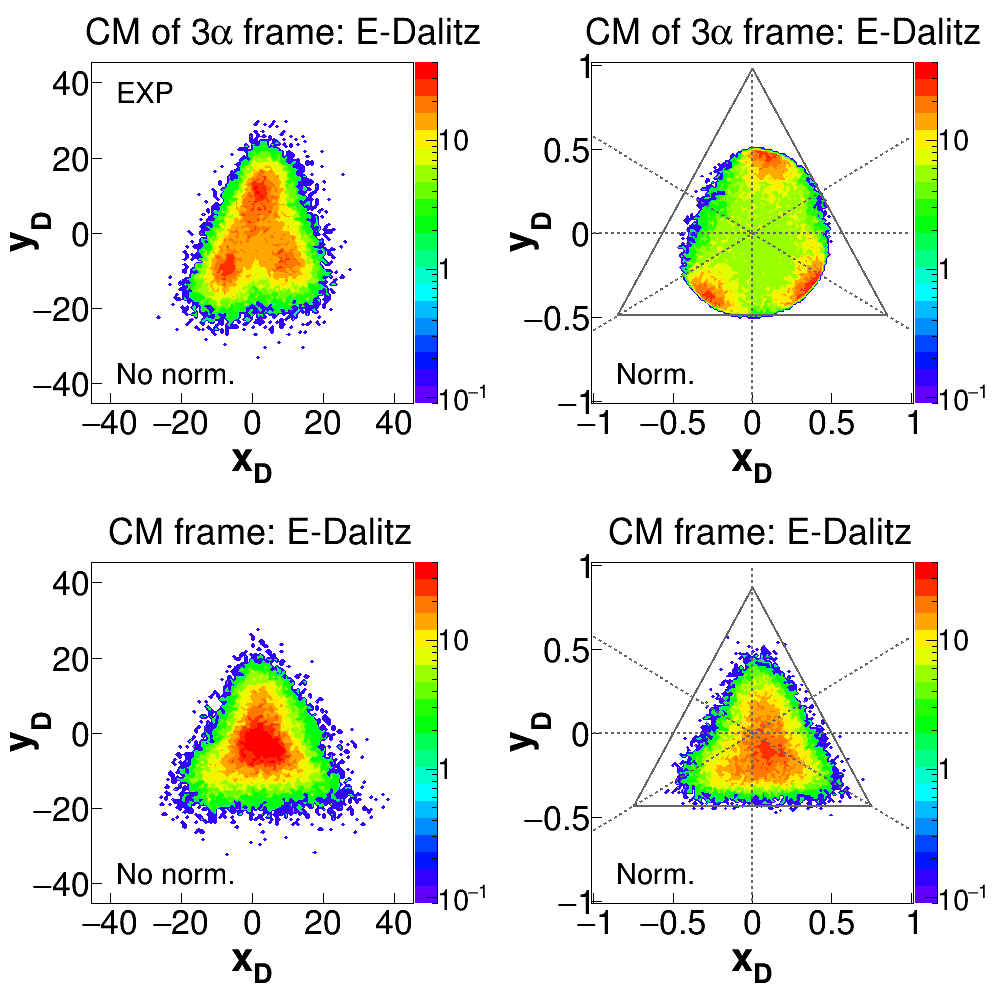 CM of 3α frame: E-Dalitz
EXP
No norm.
40
20
0
−20
−40
−40 −20 0 20 40
y_D
x_D
10
1
10⁻¹
CM of 3α frame: E-Dalitz
Norm.
1
0.5
0
−0.5
−1
−1 −0.5 0 0.5 1
y_D
x_D
10
1
10⁻¹
CM frame: E-Dalitz
No norm.
40
20
0
−20
−40
−40 −20 0 20 40
y_D
x_D
10
1
10⁻¹
CM frame: E-Dalitz
Norm.
1
0.5
0
−0.5
−1
−1 −0.5 0 0.5 1
y_D
x_D
10
1
10⁻¹